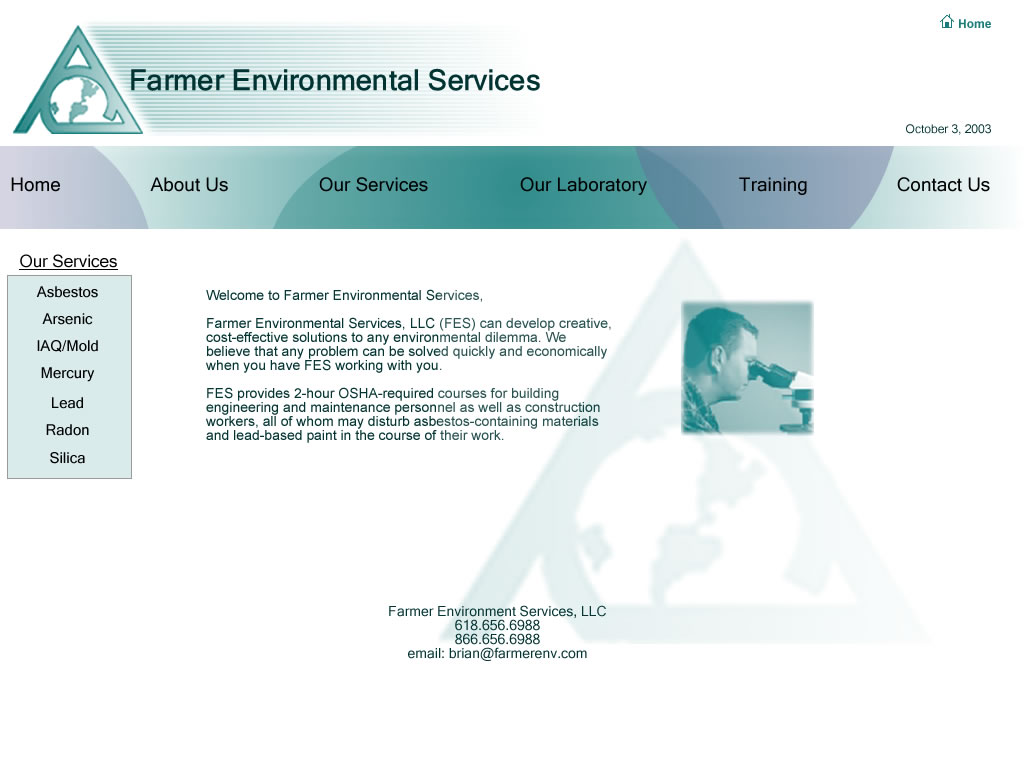 Home
Farmer Environmental Services
October 3, 2003
Home
About Us
Our Services
Our Laboratory
Training
Contact Us
Our Services
Asbestos
Arsenic
IAQ/Mold
Mercury
Lead
Radon
Silica
Welcome to Farmer Environmental Services,
Farmer Environmental Services, LLC (FES) can develop creative,
cost-effective solutions to any environmental dilemma. We
believe that any problem can be solved quickly and economically
when you have FES working with you.
FES provides 2-hour OSHA-required courses for building
engineering and maintenance personnel as well as construction
workers, all of whom may disturb asbestos-containing materials
and lead-based paint in the course of their work.
Farmer Environment Services, LLC
618.656.6988
866.656.6988
email: brian@farmerenv.com